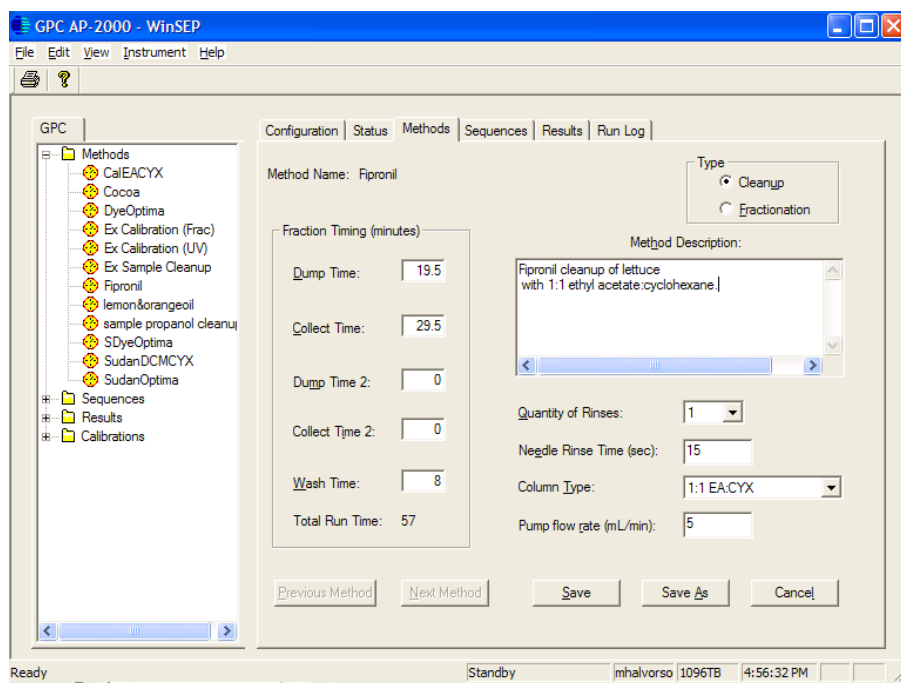 GPC AP-2000 - WinSEP
File Edit View Instrument Help
GPC
Methods
CalEACYX
Cocoa
DyeOptima
Ex Calibration (Frac)
Ex Calibration (UV)
Ex Sample Cleanup
Fipronil
lemon&orangeoil
sample propanol cleanu
SDyeOptima
SudanDCMCYX
SudanOptima
Sequences
Results
Calibrations
Configuration Status Methods Sequences Results Run Log
Method Name: Fipronil
Type
Cleanup
Fractionation
Fraction Timing (minutes)
Dump Time: 19.5
Collect Time: 29.5
Dump Time 2: 0
Collect Time 2: 0
Wash Time: 8
Total Run Time: 57
Method Description:
Fipronil cleanup of lettuce
with 1:1 ethyl acetate:cyclohexane.
Quantity of Rinses: 1
Needle Rinse Time (sec): 15
Column Type: 1:1 EA:CYX
Pump flow rate (mL/min): 5
Previous Method Next Method Save Save As Cancel
Ready Standby mhalvorso 1096TB 4:56:32 PM